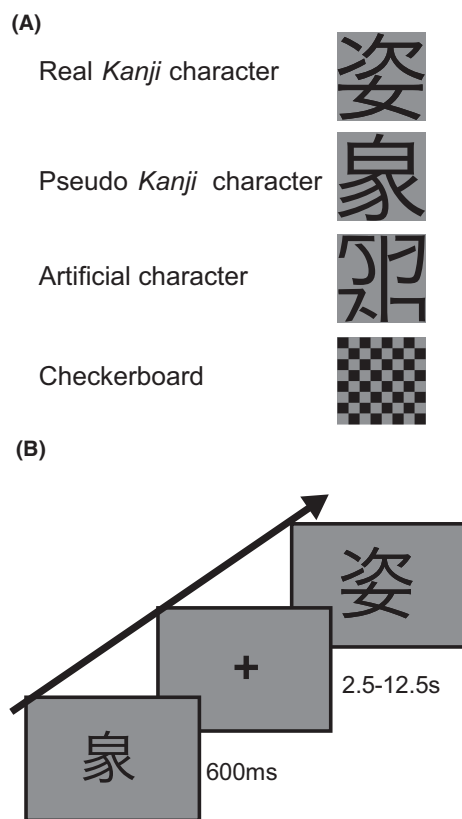 (A)
Real Kanji character 姿
Pseudo Kanji character
Artificial character
Checkerboard
(B)
姿
+
2.5-12.5s
600ms